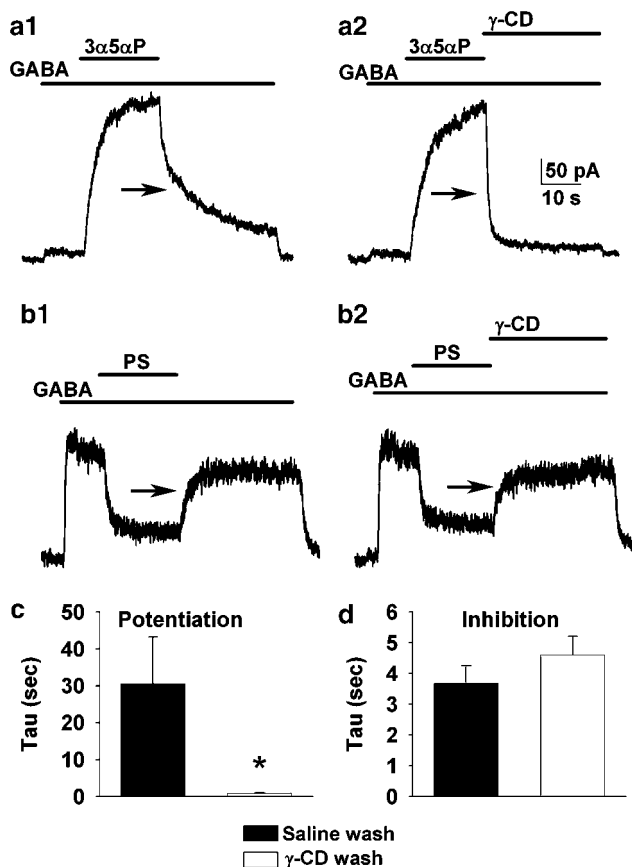 a1
a2
γ-CD
3α5αP
3α5αP
GABA
GABA
50 pA
10 s
b1
b2
γ-CD
PS
PS
GABA
GABA
c
Potentiation
50
40
30
20
10
0
Tau (sec)
*
d
Inhibition
6
5
4
3
2
1
0
Tau (sec)
Saline wash
γ-CD wash